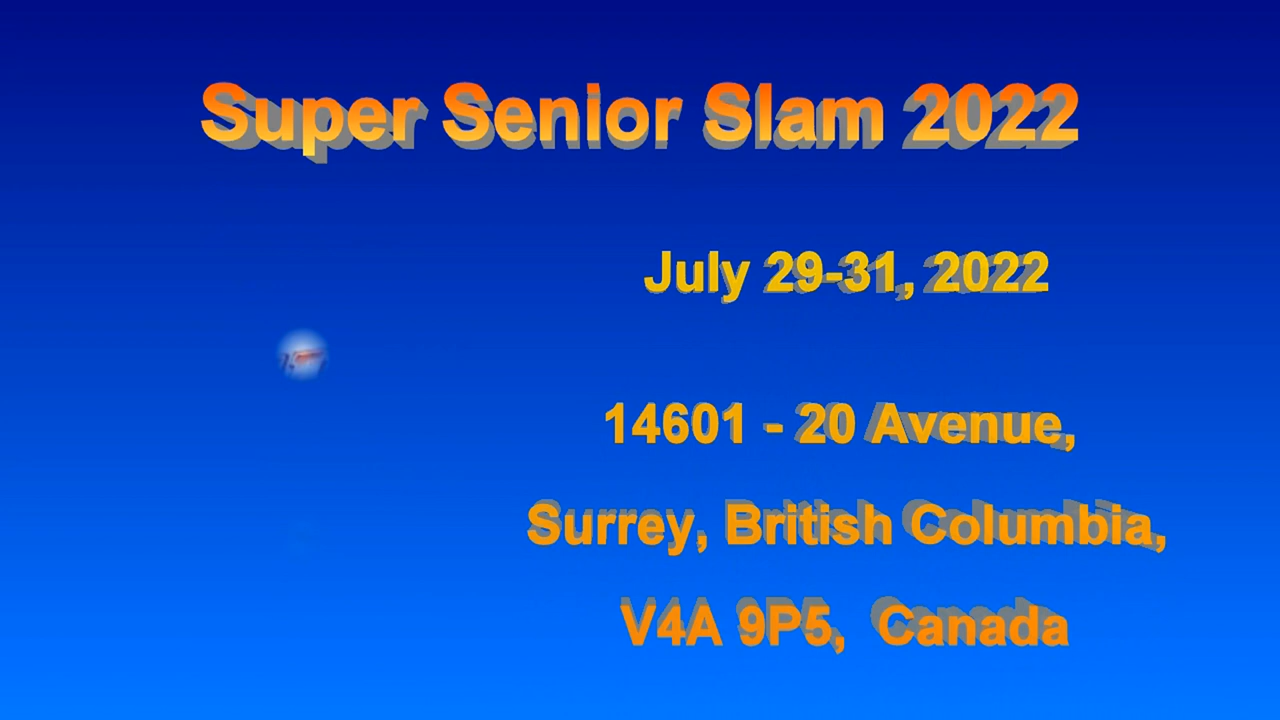 Super Senior Slam 2022
July 29-31, 2022
14601 - 20 Avenue,
Surrey, British Columbia,
V4A 9P5, Canada